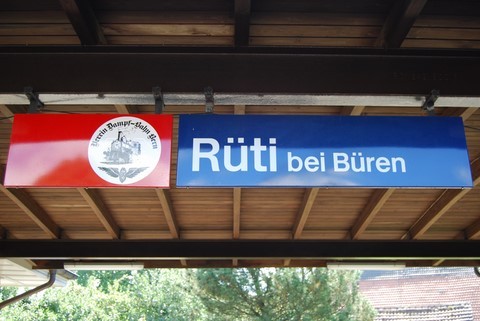 Verein Dampf-Bahn Bern
Rüti bei Büren